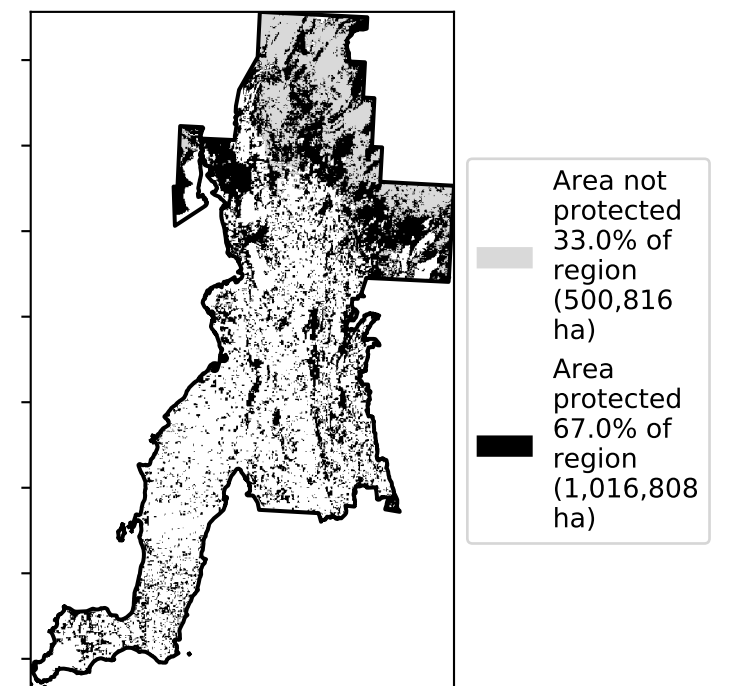 Area not
protected
33.0% of
region
(500,816
ha)
Area
protected
67.0% of
region
(1,016,808
ha)